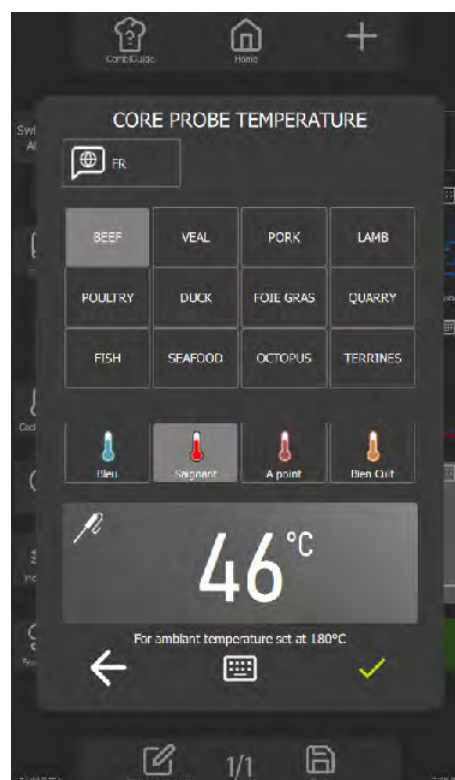 CombiGuide
Home
CORE PROBE TEMPERATURE
FR
BEEF
VEAL
PORK
LAMB
POULTRY
DUCK
FOIE GRAS
QUARRY
FISH
SEAFOOD
OCTOPUS
TERRINES
Bleu
Saignant
A point
Bien Cuit
46°C
For ambiant temperature set at 180°C
1/1